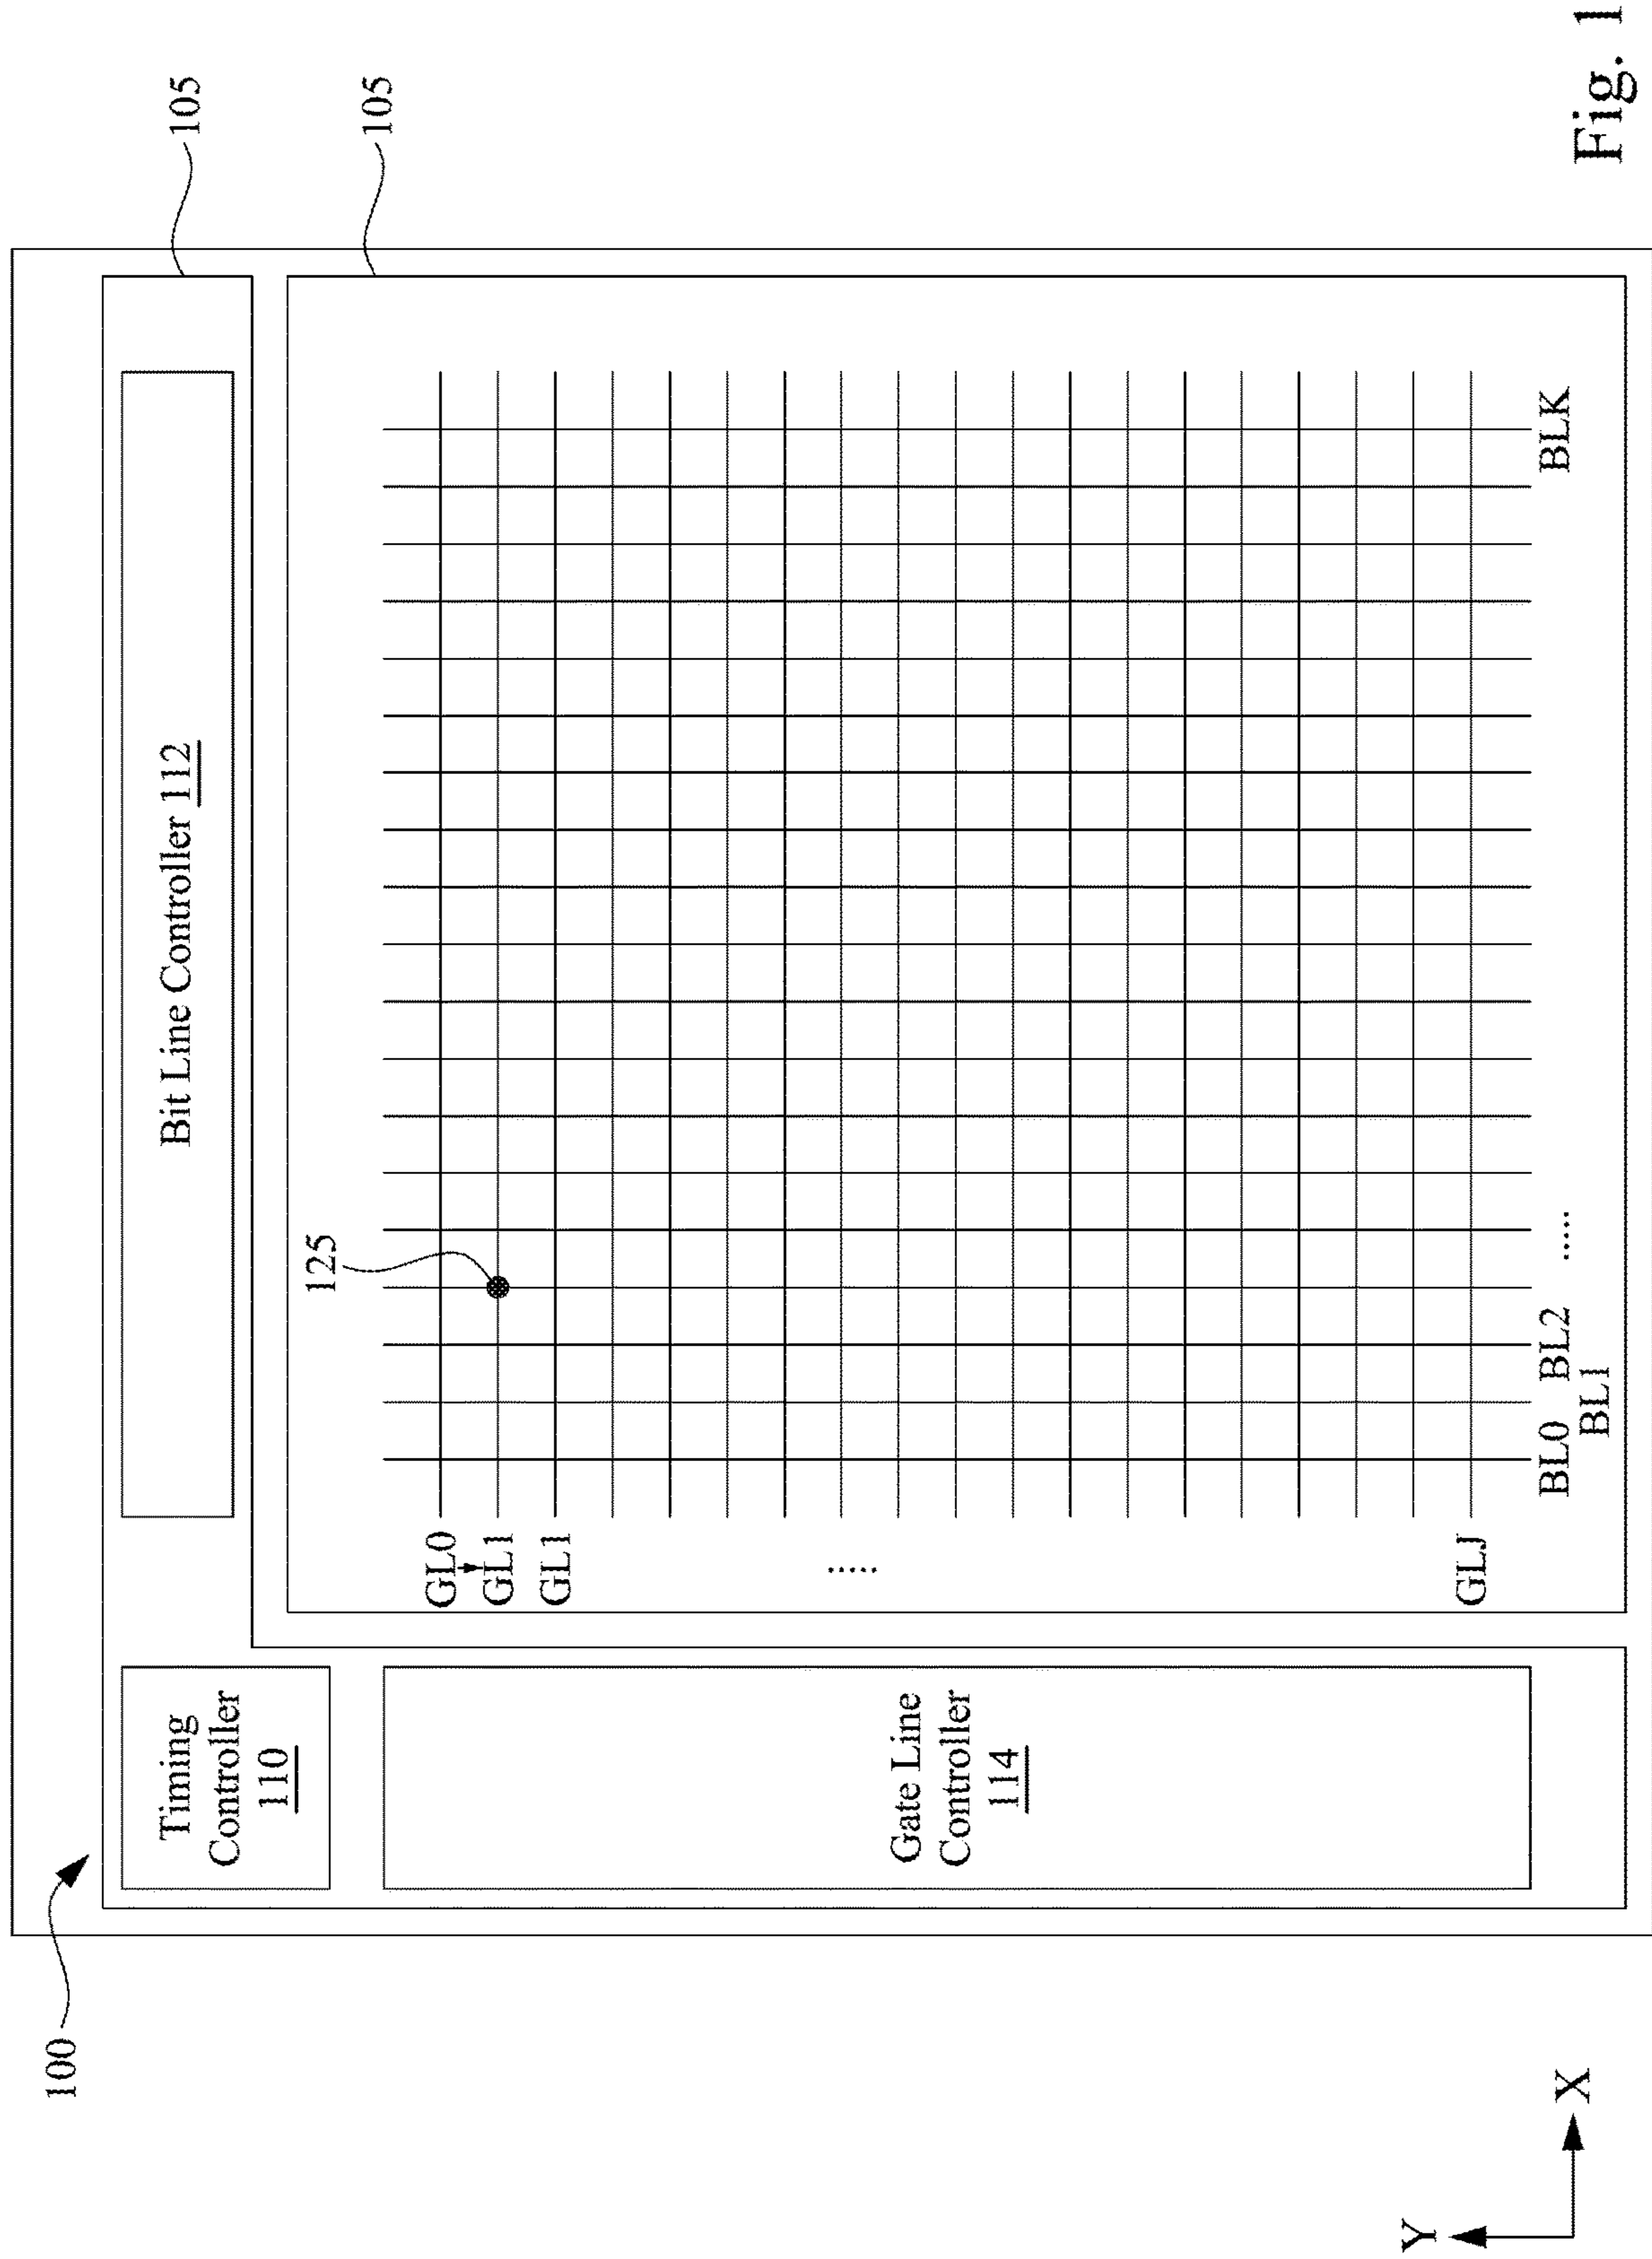 100
105
Timing
Controller
110
Bit Line Controller 112
105
125
GL0
GL1
GL1
.....
GLJ
Gate Line
Controller
114
BL0 BL2 ..... BLK
BL1
Y
X
Fig. 1